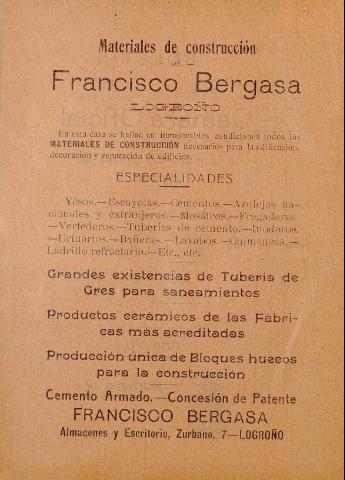 Materiales de construcción
DE
Francisco Bergasa
LOGROÑO
En esta casa se hallan en inmejorables condiciones todos los
MATERIALES DE CONSTRUCCIÓN necesarios para la edificación,
decoración y reparación de edificios.
ESPECIALIDADES
Yesos.—Escayolas.—Cementos.—Azulejos na-
cionales y extranjeros.—Mosáicos.—Fregaderas.
—Vertederos.—Tuberías de cemento.—Inodoros.
—Urinarios.—Bañeras.—Lavabos.—Chimeneas.—
Ladrillo refractario.—Etc., etc.
Grandes existencias de Tubería de
Gres para saneamientos
Productos cerámicos de las Fábri-
cas más acreditadas
Producción única de Bloques huecos
para la construcción
Cemento Armado.—Concesión de Patente
FRANCISCO BERGASA
Almacenes y Escritorio, Zurbano, 7—LOGROÑO